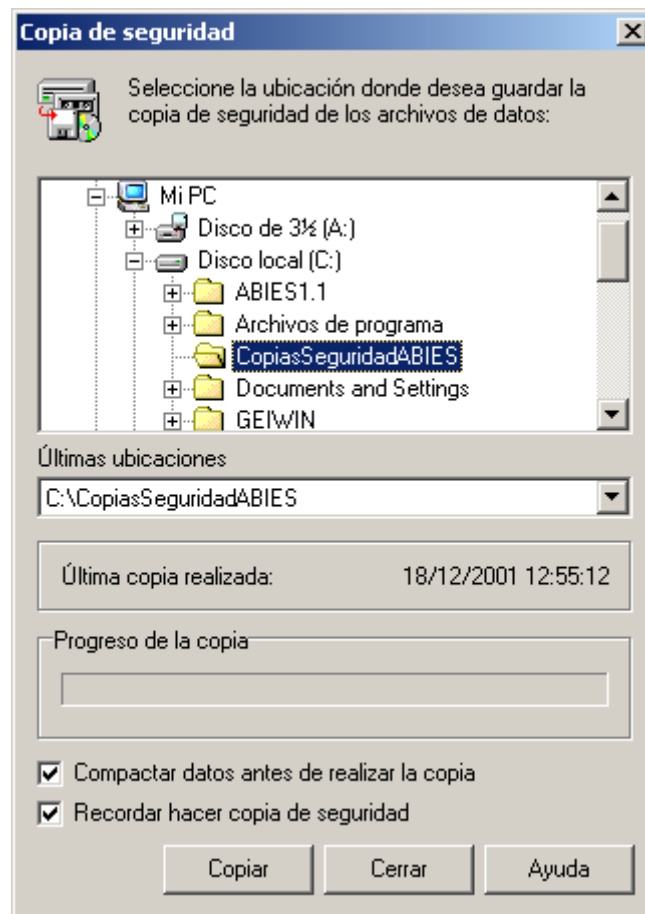 Copia de seguridad
Seleccione la ubicación donde desea guardar la
copia de seguridad de los archivos de datos:
Mi PC
Disco de 3½ (A:)
Disco local (C:)
ABIES1.1
Archivos de programa
CopiasSeguridadABIES
Documents and Settings
GEIWIN
Últimas ubicaciones
C:\CopiasSeguridadABIES
Última copia realizada: 18/12/2001 12:55:12
Progreso de la copia
Compactar datos antes de realizar la copia
Recordar hacer copia de seguridad
Copiar Cerrar Ayuda